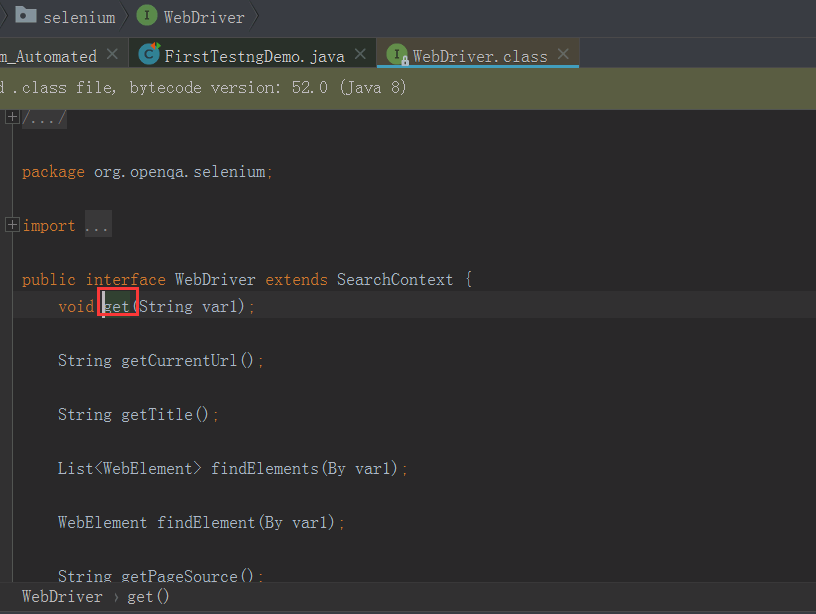 selenium I WebDriver
m_Automated C FirstTestngDemo.java I WebDriver.class
d .class file, bytecode version: 52.0 (Java 8)
/.../
package org.openqa.selenium;
import ...
public interface WebDriver extends SearchContext {
void get(String var1);
String getCurrentUrl();
String getTitle();
List<WebElement> findElements(By var1);
WebElement findElement(By var1);
String getPageSource();
WebDriver › get()